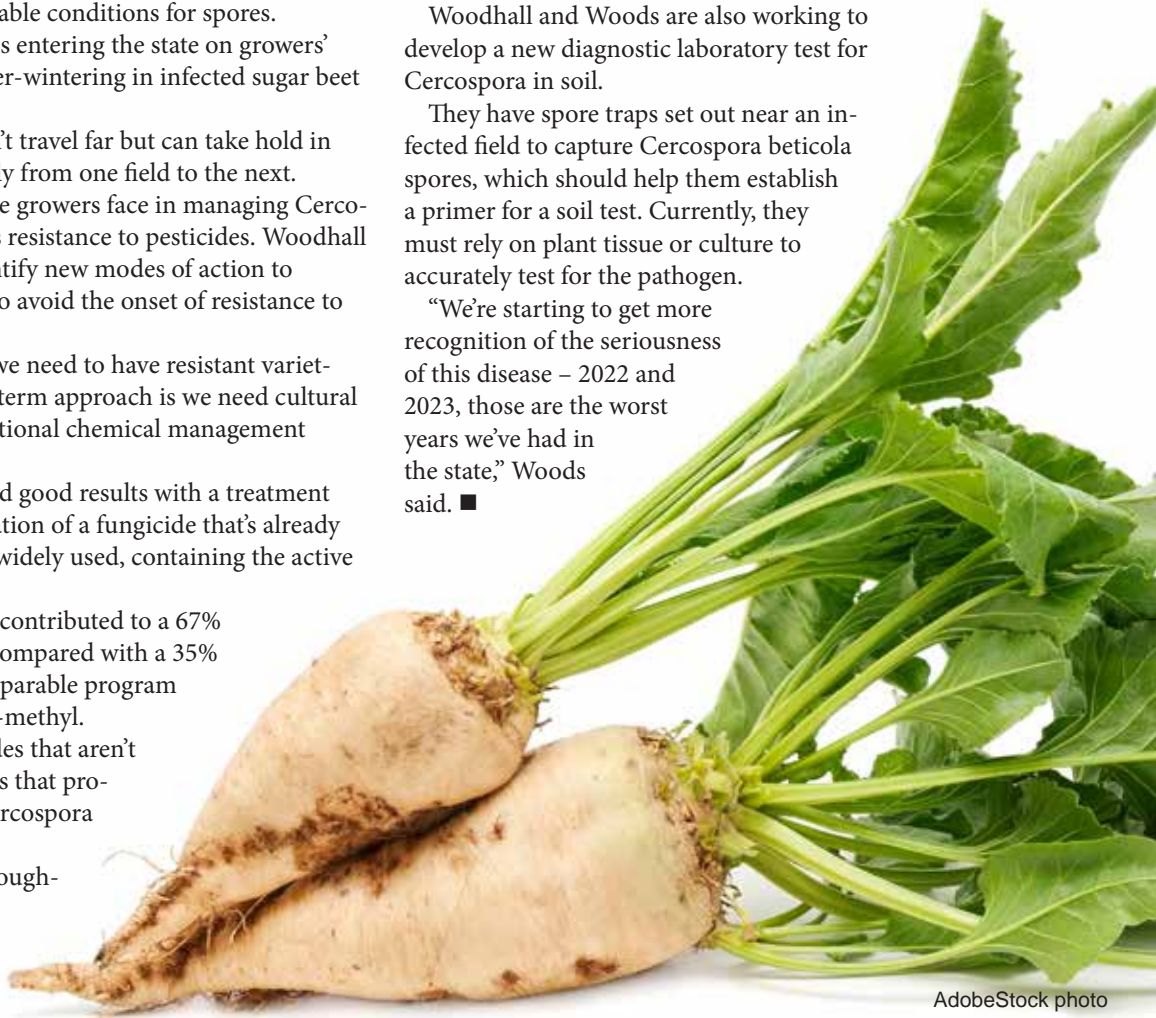 able conditions for spores.
s entering the state on growers’
er-wintering in infected sugar beet
’t travel far but can take hold in
ly from one field to the next.
e growers face in managing Cerco-
s resistance to pesticides. Woodhall
ntify new modes of action to
o avoid the onset of resistance to
we need to have resistant variet-
term approach is we need cultural
tional chemical management
d good results with a treatment
ation of a fungicide that’s already
widely used, containing the active
contributed to a 67%
ompared with a 35%
parable program
-methyl.
les that aren’t
s that pro-
rcospora
ough-
Woodhall and Woods are also working to
develop a new diagnostic laboratory test for
Cercospora in soil.
They have spore traps set out near an in-
fected field to capture Cercospora beticola
spores, which should help them establish
a primer for a soil test. Currently, they
must rely on plant tissue or culture to
accurately test for the pathogen.
“We’re starting to get more
recognition of the seriousness
of this disease – 2022 and
2023, those are the worst
years we’ve had in
the state,” Woods
said. ■
AdobeStock photo